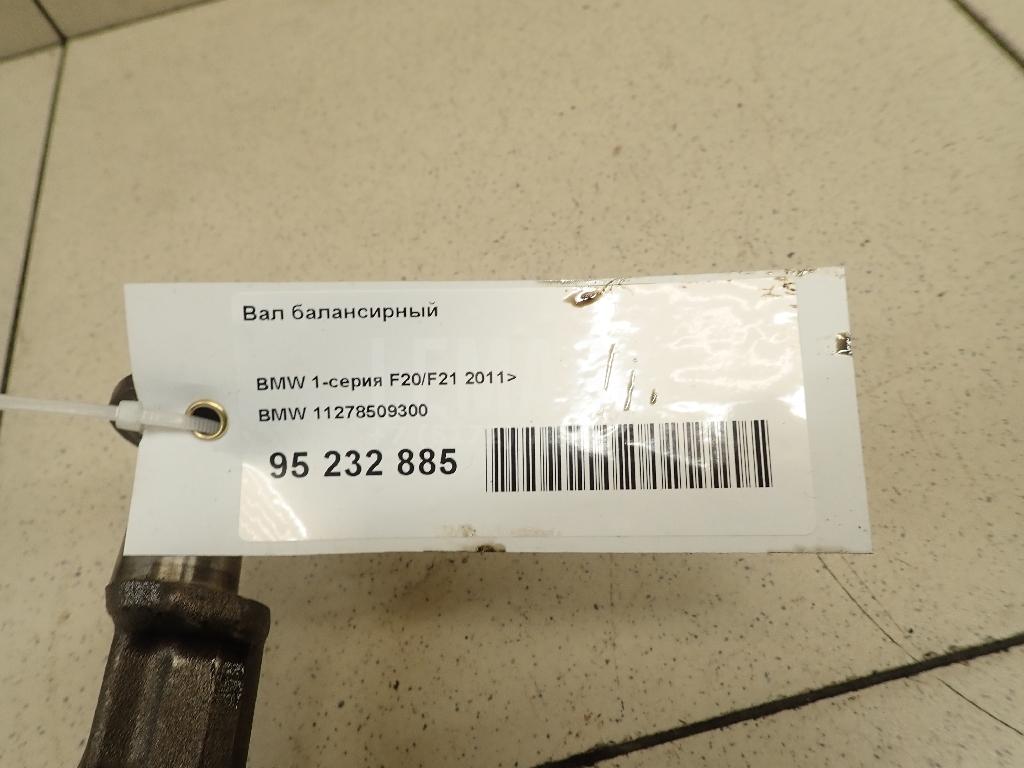 Вал балансирный
BMW 1-серия F20/F21 2011>
BMW 11278509300
95 232 885